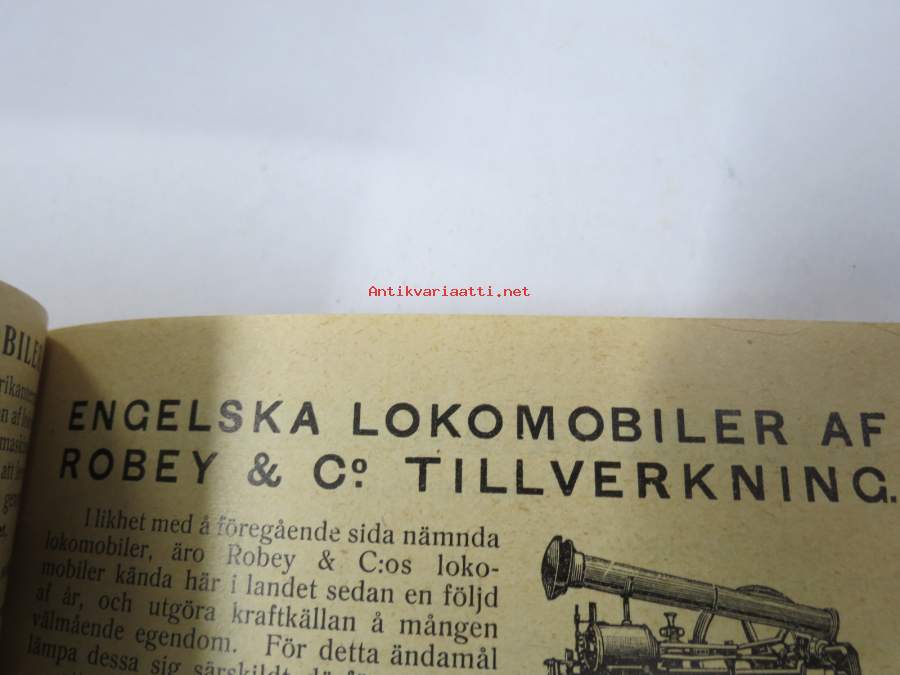 Antikvariaatti.net
ENGELSKA LOKOMOBILER AF
ROBEY & Cº TILLVERKNING.
I likhet med å föregående sida nämnda
lokomobiler, äro Robey & C:os loko-
mobiler kända här i landet sedan en följd
af år, och utgöra kraftkällan å mången
välmående egendom. För detta ändamål
lämpa dessa sig särskildt